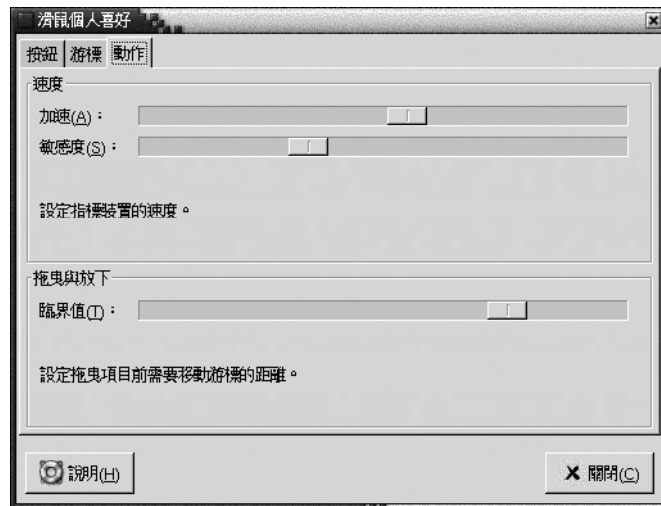 滑鼠個人喜好
按鈕 游標 動作
速度
加速(A)：
敏感度(S)：
設定指標裝置的速度。
拖曳與放下
臨界值(T)：
設定拖曳項目前需要移動游標的距離。
說明(H) 關閉(C)